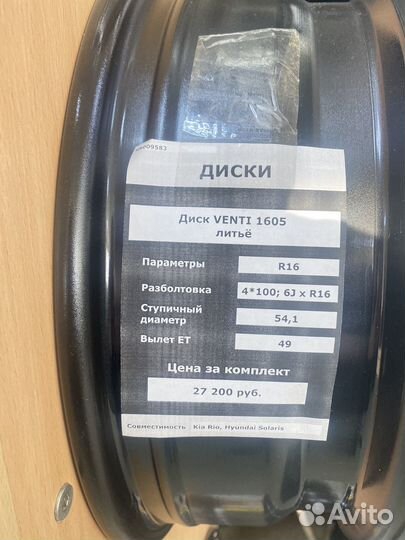 ДИСКИ
Диск VENTI 1605
литьё
Параметры R16
Разболтовка 4*100; 6J x R16
Ступичный
диаметр 54,1
Вылет ET 49
Цена за комплект
27 200 руб.
Совместимость Kia Rio, Hyundai Solaris
Avito